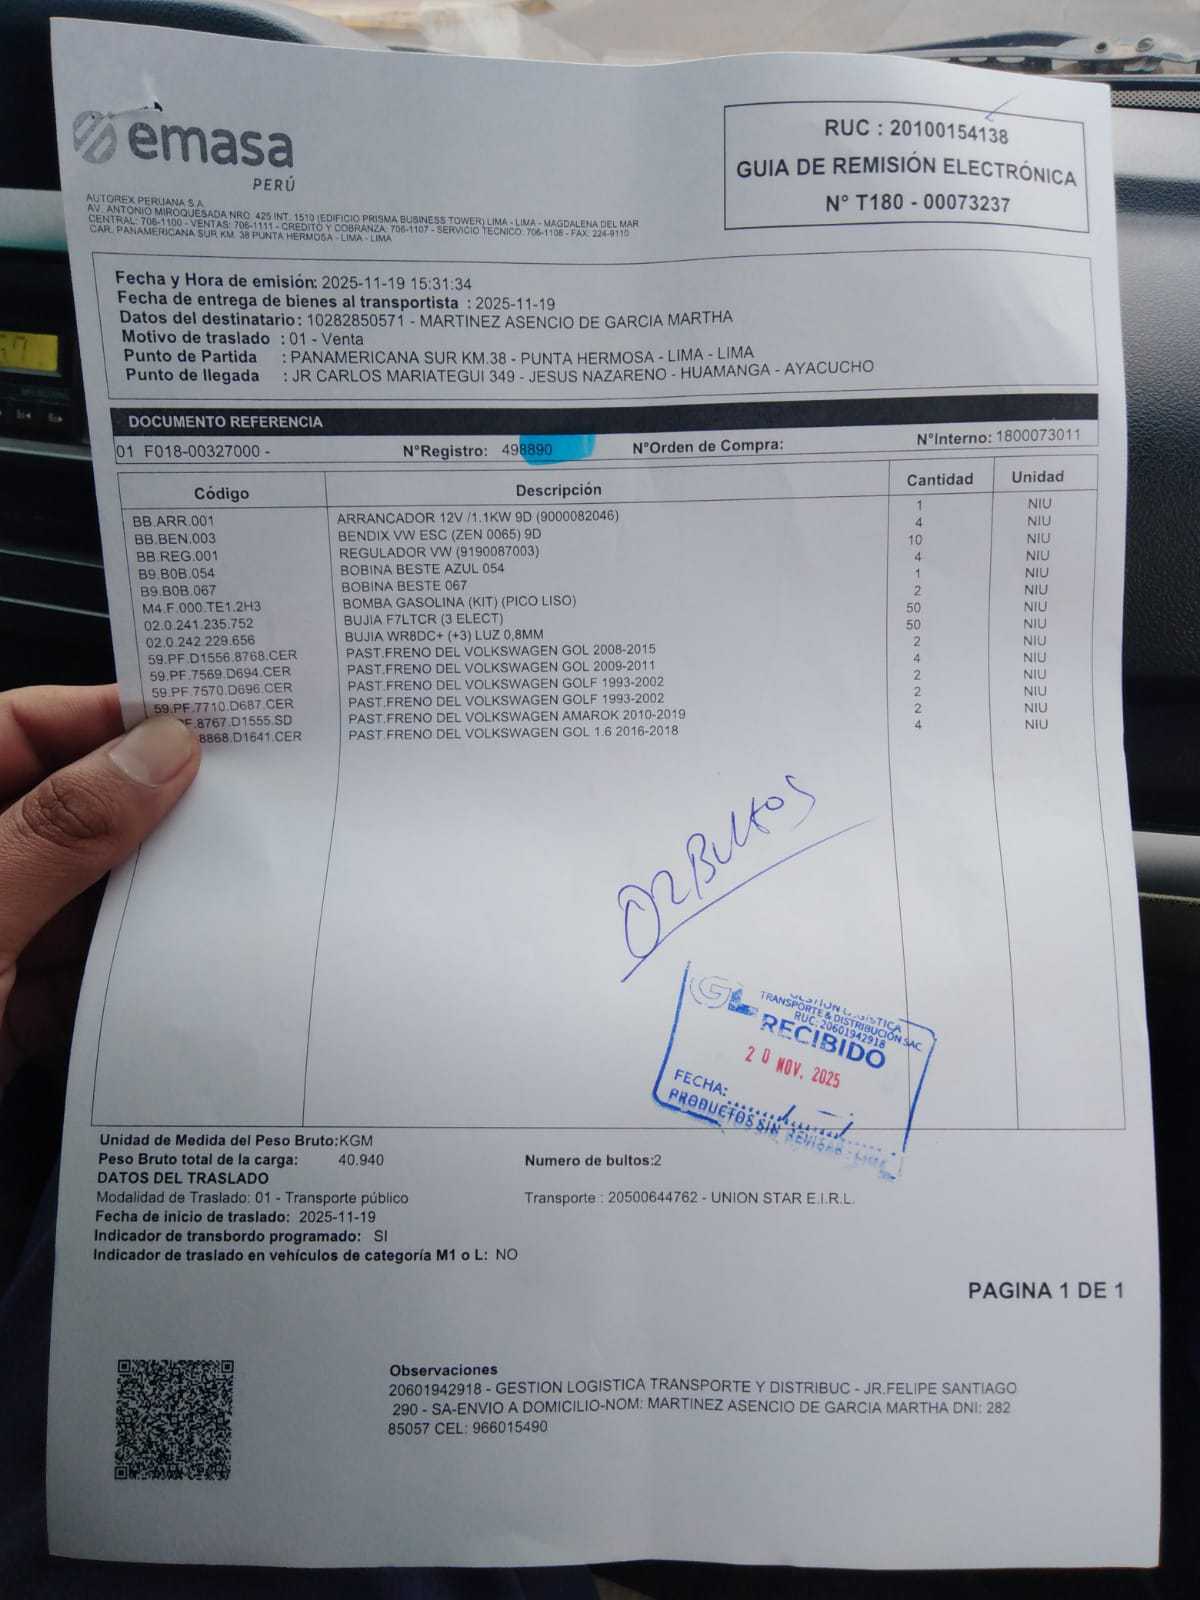 emasa
PERÚ
AUTOREX PERUANA S.A.
AV. ANTONIO MIROQUESADA NRO. 425 INT. 1510 (EDIFICIO PRISMA BUSINESS TOWER) LIMA - LIMA - MAGDALENA DEL MAR
CENTRAL: 706-1100 - VENTAS: 706-1111 - CREDITO Y COBRANZA: 706-1107 - SERVICIO TECNICO: 706-1108 - FAX: 224-9110
CAR. PANAMERICANA SUR KM. 38 PUNTA HERMOSA - LIMA - LIMA
RUC : 20100154138
GUIA DE REMISIÓN ELECTRÓNICA
N° T180 - 00073237
Fecha y Hora de emisión: 2025-11-19 15:31:34
Fecha de entrega de bienes al transportista : 2025-11-19
Datos del destinatario : 10282850571 - MARTINEZ ASENCIO DE GARCIA MARTHA
Motivo de traslado : 01 - Venta
Punto de Partida : PANAMERICANA SUR KM.38 - PUNTA HERMOSA - LIMA - LIMA
Punto de llegada : JR CARLOS MARIATEGUI 349 - JESUS NAZARENO - HUAMANGA - AYACUCHO
DOCUMENTO REFERENCIA
01 F018-00327000 - N°Registro: 498890 N°Orden de Compra: N°Interno: 1800073011
Código Descripción Cantidad Unidad
BB.ARR.001 ARRANCADOR 12V /1.1KW 9D (9000082046) 1 NIU
BB.BEN.003 BENDIX VW ESC (ZEN 0065) 9D 4 NIU
BB.REG.001 REGULADOR VW (9190087003) 10 NIU
B9.B0B.054 BOBINA BESTE AZUL 054 4 NIU
B9.B0B.067 BOBINA BESTE 067 1 NIU
M4.F.000.TE1.2H3 BOMBA GASOLINA (KIT) (PICO LISO) 2 NIU
02.0.241.235.752 BUJIA F7LTCR (3 ELECT) 50 NIU
02.0.242.229.656 BUJIA WR8DC+ (+3) LUZ 0,8MM 50 NIU
59.PF.D1556.8768.CER PAST.FRENO DEL VOLKSWAGEN GOL 2008-2015 2 NIU
59.PF.7569.D694.CER PAST.FRENO DEL VOLKSWAGEN GOL 2009-2011 4 NIU
59.PF.7570.D696.CER PAST.FRENO DEL VOLKSWAGEN GOLF 1993-2002 2 NIU
59.PF.7710.D687.CER PAST.FRENO DEL VOLKSWAGEN GOLF 1993-2002 2 NIU
PF.8767.D1555.SD PAST.FRENO DEL VOLKSWAGEN AMAROK 2010-2019 2 NIU
8868.D1641.CER PAST.FRENO DEL VOLKSWAGEN GOL 1.6 2016-2018 4 NIU
02 Bultos
GL GESTION LOGISTICA
TRANSPORTE & DISTRIBUCIÓN SAC
RUC: 20601942918
RECIBIDO
20 NOV. 2025
FECHA:
PRODUCTOS SIN REVISAR - LIMA
Unidad de Medida del Peso Bruto: KGM
Peso Bruto total de la carga: 40.940 Numero de bultos:2
DATOS DEL TRASLADO
Modalidad de Traslado: 01 - Transporte público Transporte : 20500644762 - UNION STAR E.I.R.L.
Fecha de inicio de traslado: 2025-11-19
Indicador de transbordo programado: SI
Indicador de traslado en vehículos de categoría M1 o L: NO
PAGINA 1 DE 1
Observaciones
20601942918 - GESTION LOGISTICA TRANSPORTE Y DISTRIBUC - JR.FELIPE SANTIAGO
290 - SA-ENVIO A DOMICILIO-NOM: MARTINEZ ASENCIO DE GARCIA MARTHA DNI: 282
85057 CEL: 966015490